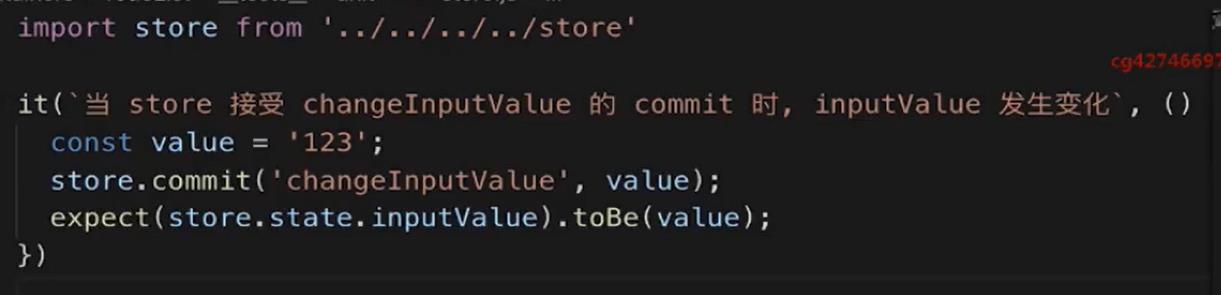 import store from '../../../../store'
cg42746697
it(`当 store 接受 changeInputValue 的 commit 时, inputValue 发生变化`, ()
const value = '123';
store.commit('changeInputValue', value);
expect(store.state.inputValue).toBe(value);
})